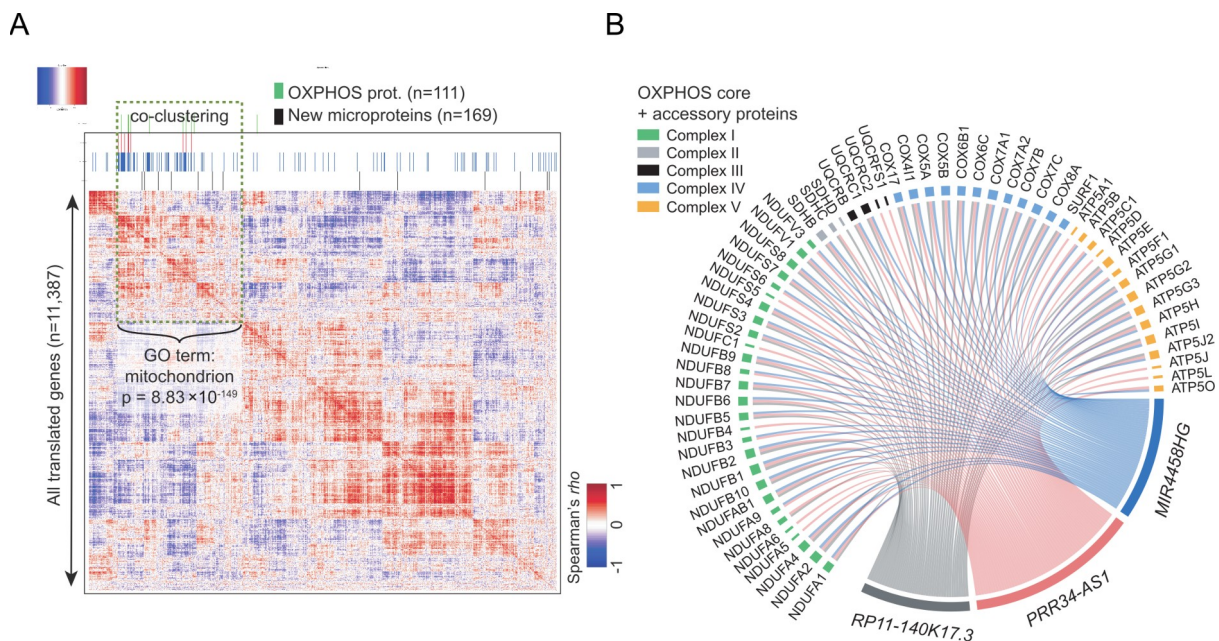 A
OXPHOS prot. (n=111)
New microproteins (n=169)
co-clustering
All translated genes (n=11,387)
GO term:
mitochondrion
p = 8.83 ×10-149
Spearman's rho
1
0
-1
B
OXPHOS core
+ accessory proteins
Complex I
Complex II
Complex III
Complex IV
Complex V
NDUFA1
NDUFA2
NDUFA4
NDUFA5
NDUFA6
NDUFA8
NDUFA9
NDUFAB1
NDUFB10
NDUFB1
NDUFB2
NDUFB3
NDUFB4
NDUFB5
NDUFB6
NDUFB7
NDUFB8
NDUFB9
NDUFC1
NDUFS2
NDUFS3
NDUFS4
NDUFS5
NDUFS6
NDUFS7
NDUFS8
NDUFV1
NDUFV3
SDHB
SDHC
SDHD
UQCRB
UQCRC1
UQCRFS1
COX17
COX4I1
COX5A
COX5B
COX6B1
COX6C
COX7A1
COX7A2
COX7B
COX7C
COX8A
SURF1
ATP5A1
ATP5B
ATP5C1
ATP5D
ATP5E
ATP5F1
ATP5G1
ATP5G2
ATP5G3
ATP5H
ATP5I
ATP5J2
ATP5J
ATP5L
ATP5O
MIR4458HG
PRR34-AS1
RP11-140K17.3